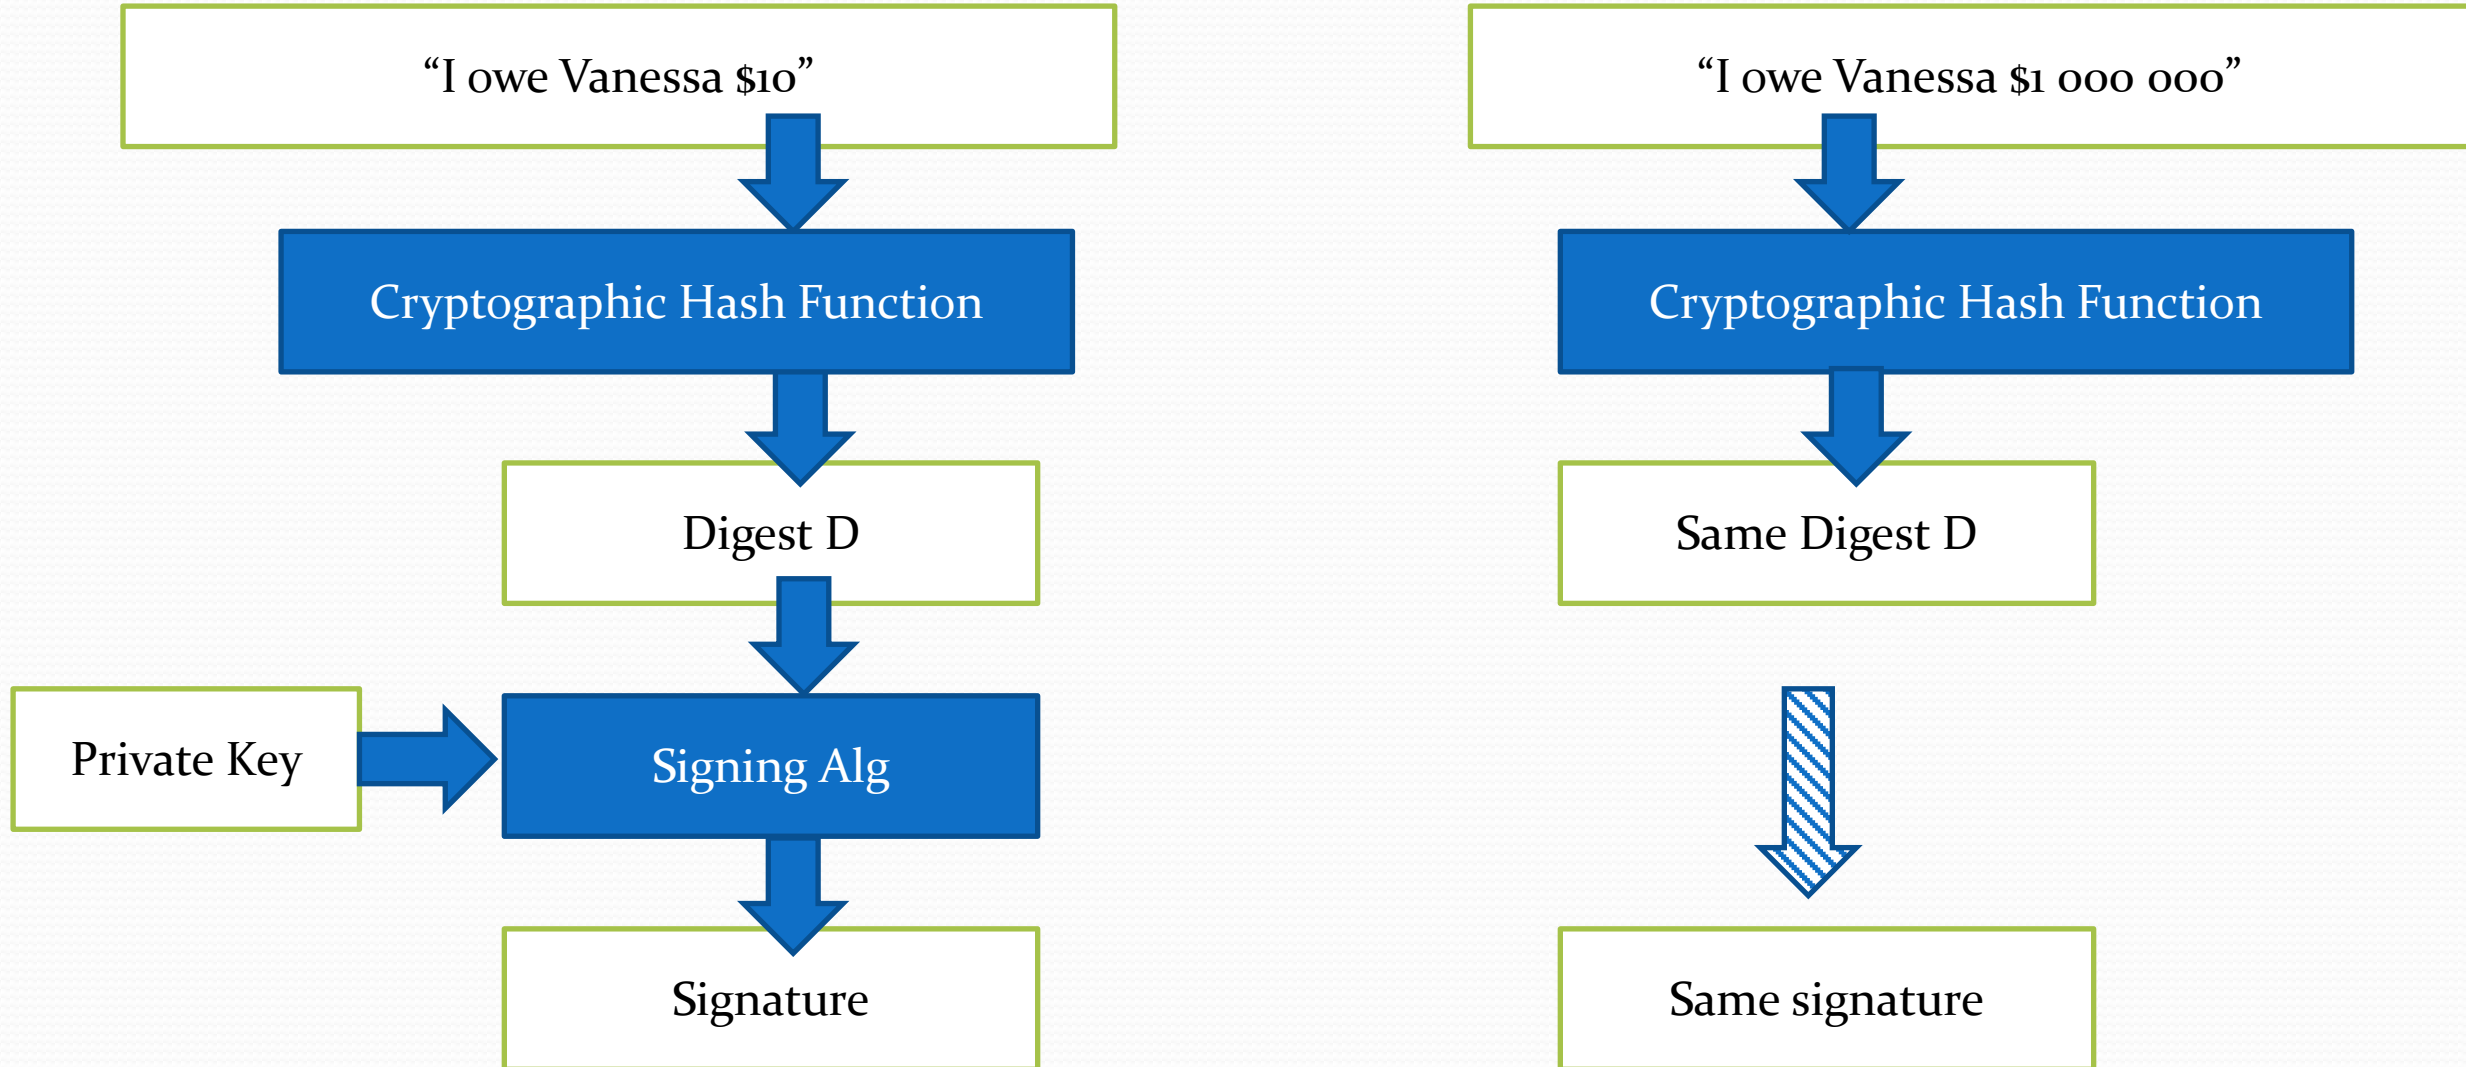 “I owe Vanessa $10”
“I owe Vanessa $1 000 000”
Cryptographic Hash Function
Cryptographic Hash Function
Digest D
Same Digest D
Private Key
Signing Alg
Signature
Same signature